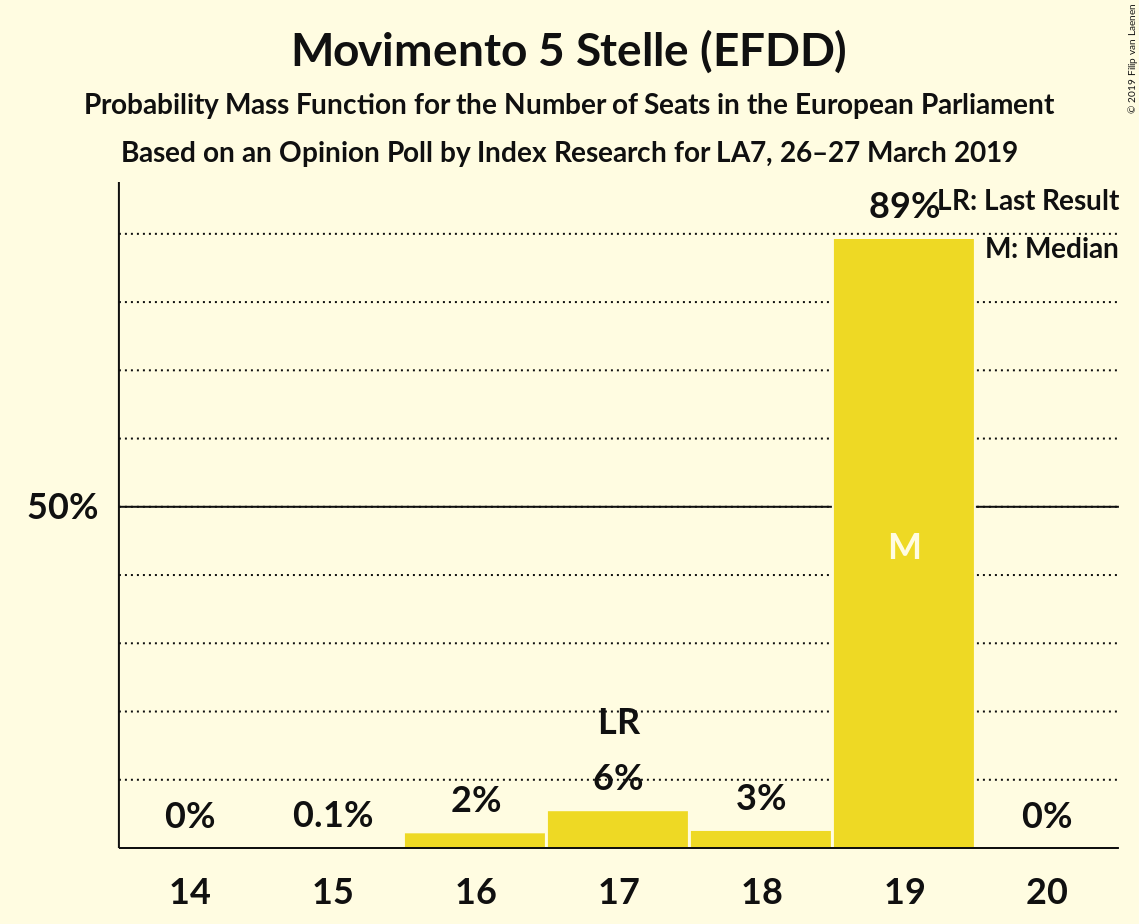 Movimento 5 Stelle (EFDD)
Probability Mass Function for the Number of Seats in the European Parliament
Based on an Opinion Poll by Index Research for LA7, 26–27 March 2019
© 2019 Filip van Laenen
LR: Last Result
M: Median
89%
50%
M
LR
0%
0.1%
2%
6%
3%
0%
14
15
16
17
18
19
20